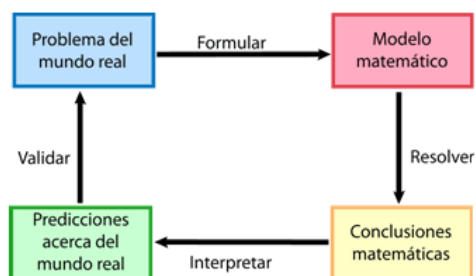 Problema del
mundo real
Formular
Modelo
matemático
Validar
Resolver
Predicciones
acerca del
mundo real
Interpretar
Conclusiones
matemáticas